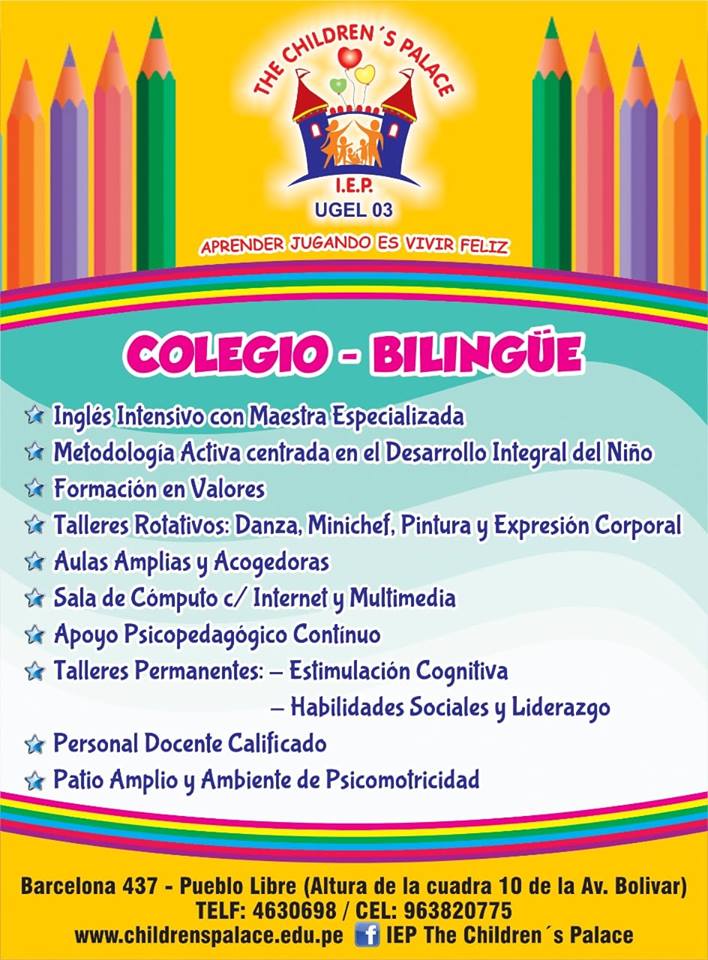 THE CHILDREN´S PALACE
I.E.P.
UGEL 03
APRENDER JUGANDO ES VIVIR FELIZ
COLEGIO - BILINGÜE
Inglés Intensivo con Maestra Especializada
Metodología Activa centrada en el Desarrollo Integral del Niño
Formación en Valores
Talleres Rotativos: Danza, Minichef, Pintura y Expresión Corporal
Aulas Amplias y Acogedoras
Sala de Cómputo c/ Internet y Multimedia
Apoyo Psicopedagógico Contínuo
Talleres Permanentes: – Estimulación Cognitiva
– Habilidades Sociales y Liderazgo
Personal Docente Calificado
Patio Amplio y Ambiente de Psicomotricidad
Barcelona 437 - Pueblo Libre (Altura de la cuadra 10 de la Av. Bolivar)
TELF: 4630698 / CEL: 963820775
www.childrenspalace.edu.pe f IEP The Children´s Palace